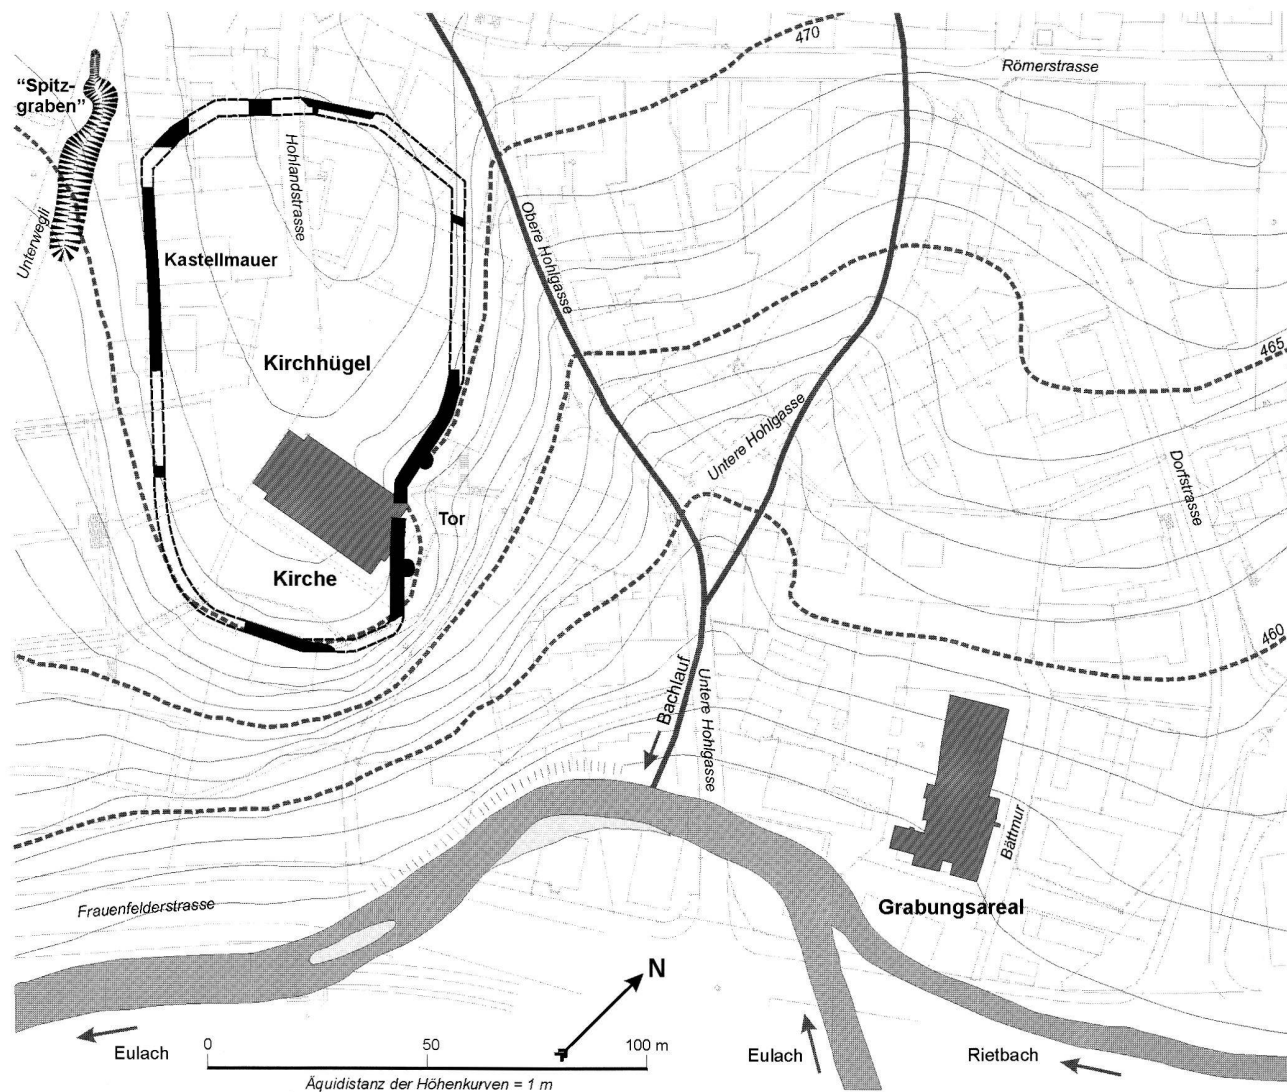 470
Römerstrasse
“Spitz-
graben”
Unterwegli
Hohlandstrasse
Kastellmauer
Obere Hohlgasse
Kirchhügel
465
Untere Hohlgasse
Dorfstrasse
Tor
Kirche
460
Bachlauf
Untere Hohlgasse
Bättmur
Frauenfelderstrasse
Grabungsareal
N
Eulach
0
50
100 m
Eulach
Rietbach
Äquidistanz der Höhenkurven = 1 m